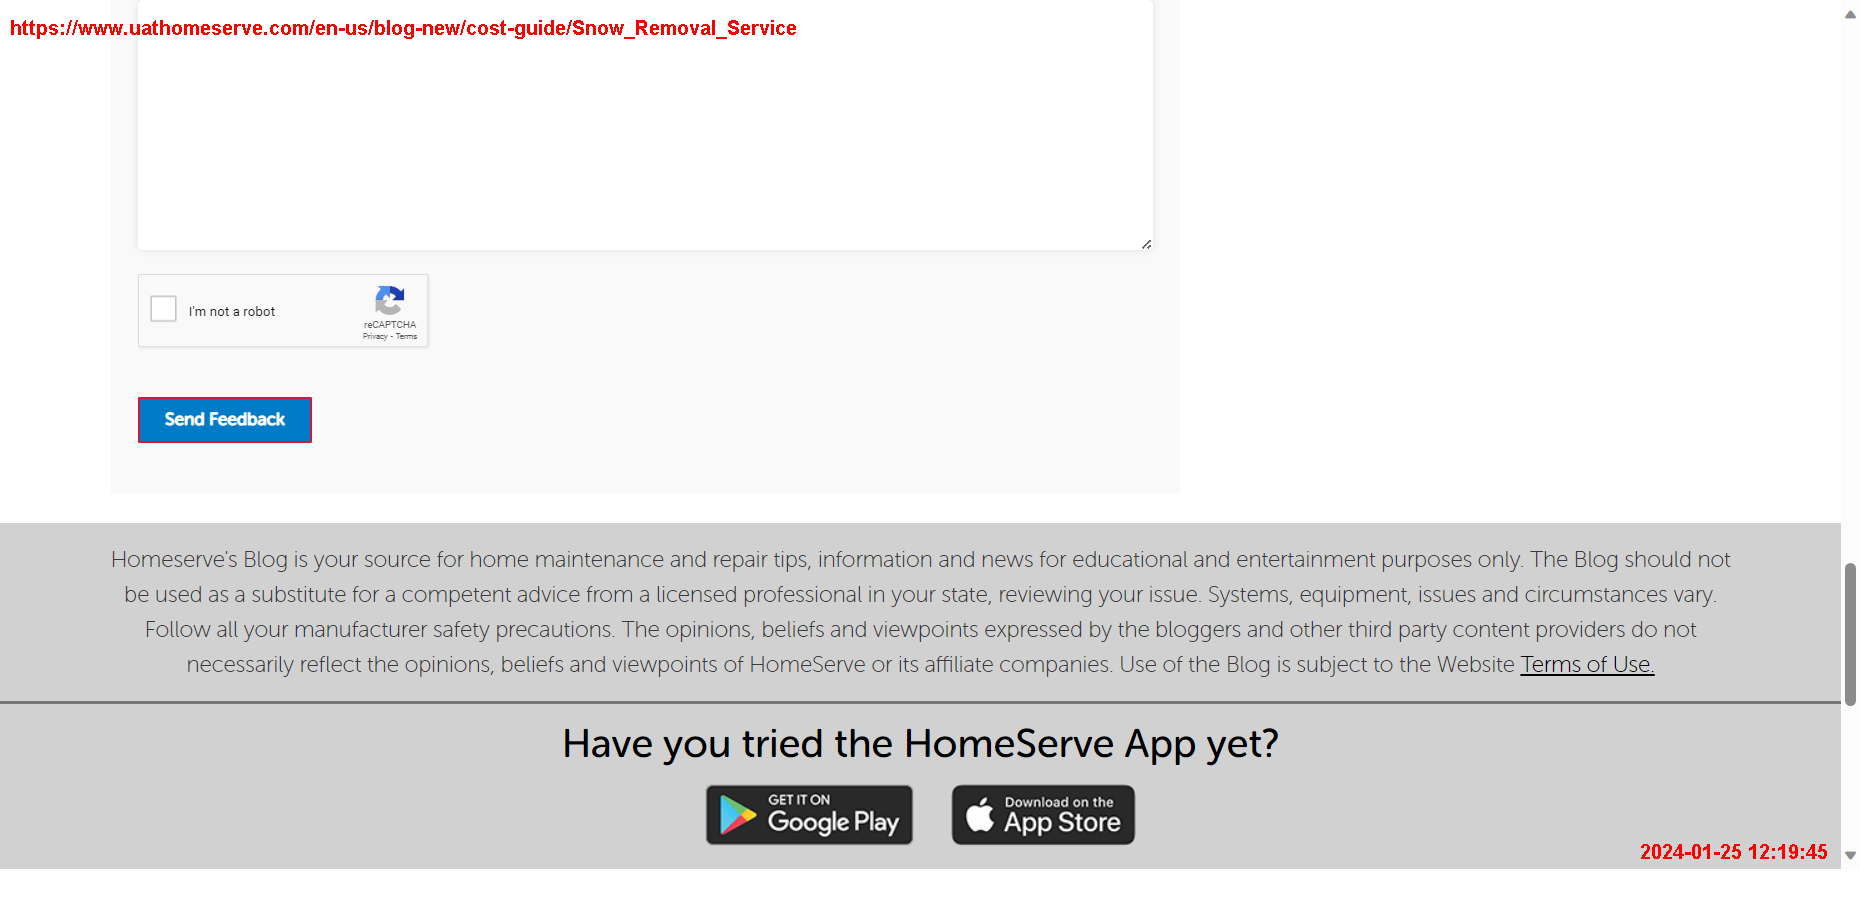 https://www.uathomeserve.com/en-us/blog-new/cost-guide/Snow_Removal_Service
I'm not a robot
reCAPTCHA
Privacy - Terms
Send Feedback
Homeserve's Blog is your source for home maintenance and repair tips, information and news for educational and entertainment purposes only. The Blog should not
be used as a substitute for a competent advice from a licensed professional in your state, reviewing your issue. Systems, equipment, issues and circumstances vary.
Follow all your manufacturer safety precautions. The opinions, beliefs and viewpoints expressed by the bloggers and other third party content providers do not
necessarily reflect the opinions, beliefs and viewpoints of HomeServe or its affiliate companies. Use of the Blog is subject to the Website Terms of Use.
Have you tried the HomeServe App yet?
GET IT ON
Google Play
Download on the
App Store
2024-01-25 12:19:45